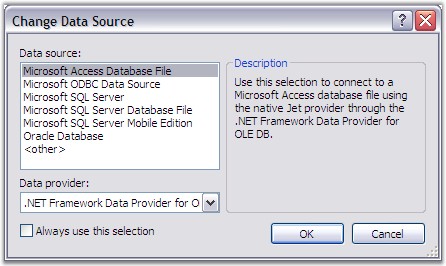 Change Data Source
?
Data source:
Microsoft Access Database File
Microsoft ODBC Data Source
Microsoft SQL Server
Microsoft SQL Server Database File
Microsoft SQL Server Mobile Edition
Oracle Database
<other>
Description
Use this selection to connect to a
Microsoft Access database file using
the native Jet provider through the
.NET Framework Data Provider for
OLE DB.
Data provider:
.NET Framework Data Provider for O
Always use this selection
OK
Cancel